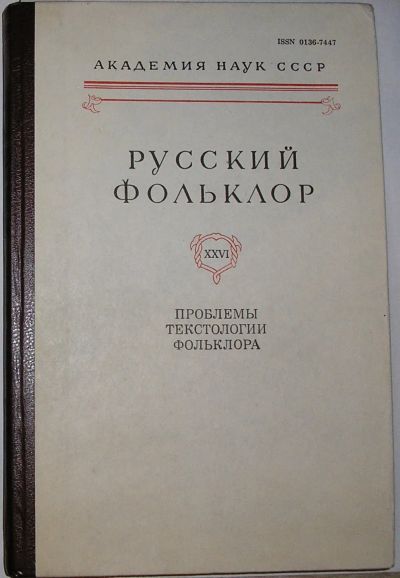 ISSN 0136-7447
АКАДЕМИЯ НАУК СССР
РУССКИЙ
ФОЛЬКЛОР
XXVI
ПРОБЛЕМЫ
ТЕКСТОЛОГИИ
ФОЛЬКЛОРА